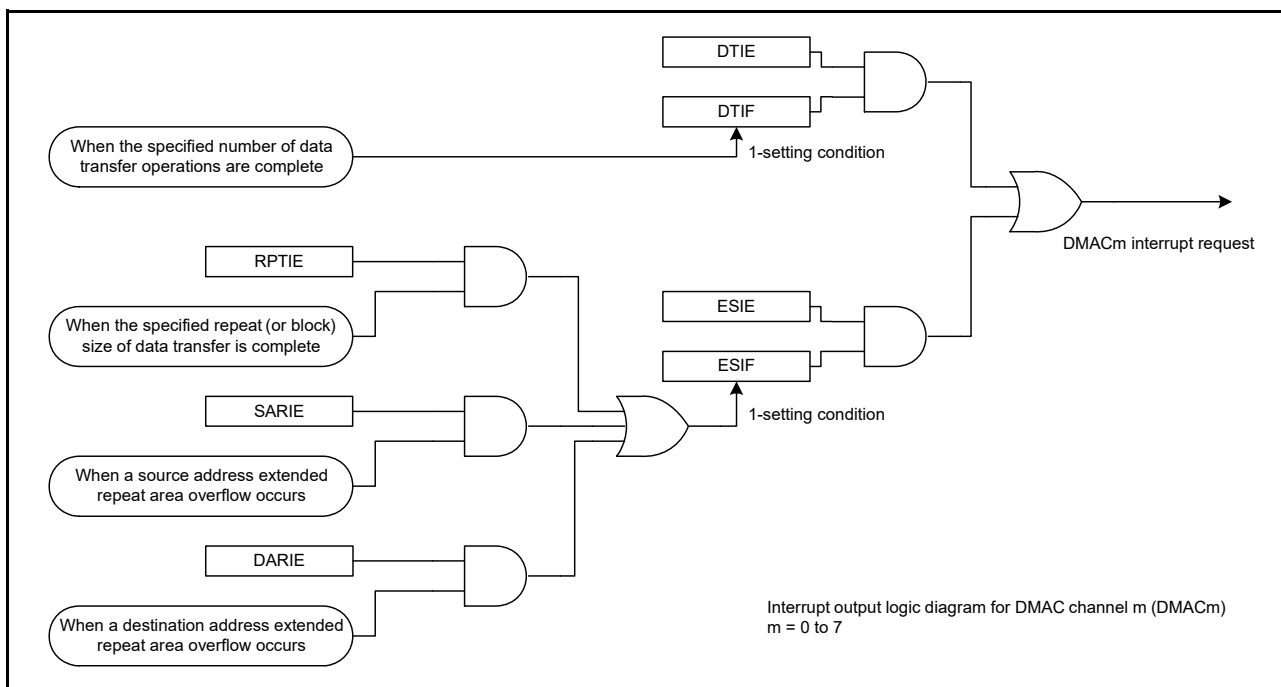 DTIE
DTIF
When the specified number of data
transfer operations are complete
1-setting condition
DMACm interrupt request
RPTIE
When the specified repeat (or block)
size of data transfer is complete
ESIE
ESIF
1-setting condition
SARIE
When a source address extended
repeat area overflow occurs
DARIE
When a destination address extended
repeat area overflow occurs
Interrupt output logic diagram for DMAC channel m (DMACm)
m = 0 to 7